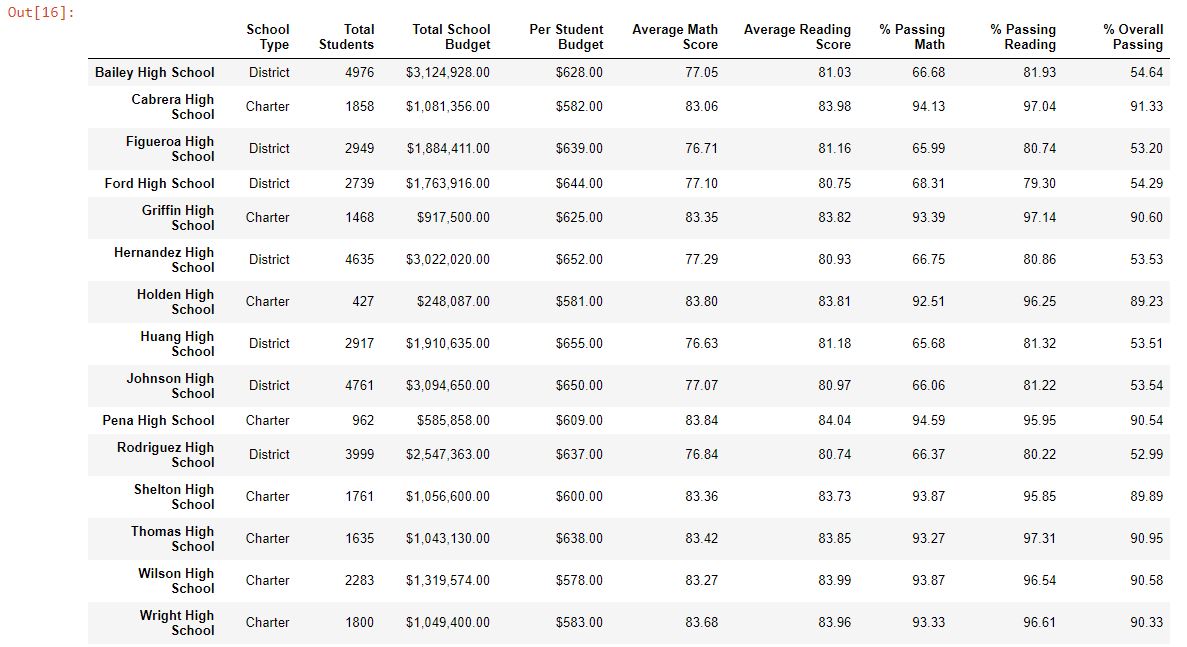 Out[16]:
School Type Total Students Total School Budget Per Student Budget Average Math Score Average Reading Score % Passing Math % Passing Reading % Overall Passing
Bailey High School District 4976 $3,124,928.00 $628.00 77.05 81.03 66.68 81.93 54.64
Cabrera High School Charter 1858 $1,081,356.00 $582.00 83.06 83.98 94.13 97.04 91.33
Figueroa High School District 2949 $1,884,411.00 $639.00 76.71 81.16 65.99 80.74 53.20
Ford High School District 2739 $1,763,916.00 $644.00 77.10 80.75 68.31 79.30 54.29
Griffin High School Charter 1468 $917,500.00 $625.00 83.35 83.82 93.39 97.14 90.60
Hernandez High School District 4635 $3,022,020.00 $652.00 77.29 80.93 66.75 80.86 53.53
Holden High School Charter 427 $248,087.00 $581.00 83.80 83.81 92.51 96.25 89.23
Huang High School District 2917 $1,910,635.00 $655.00 76.63 81.18 65.68 81.32 53.51
Johnson High School District 4761 $3,094,650.00 $650.00 77.07 80.97 66.06 81.22 53.54
Pena High School Charter 962 $585,858.00 $609.00 83.84 84.04 94.59 95.95 90.54
Rodriguez High School District 3999 $2,547,363.00 $637.00 76.84 80.74 66.37 80.22 52.99
Shelton High School Charter 1761 $1,056,600.00 $600.00 83.36 83.73 93.87 95.85 89.89
Thomas High School Charter 1635 $1,043,130.00 $638.00 83.42 83.85 93.27 97.31 90.95
Wilson High School Charter 2283 $1,319,574.00 $578.00 83.27 83.99 93.87 96.54 90.58
Wright High School Charter 1800 $1,049,400.00 $583.00 83.68 83.96 93.33 96.61 90.33